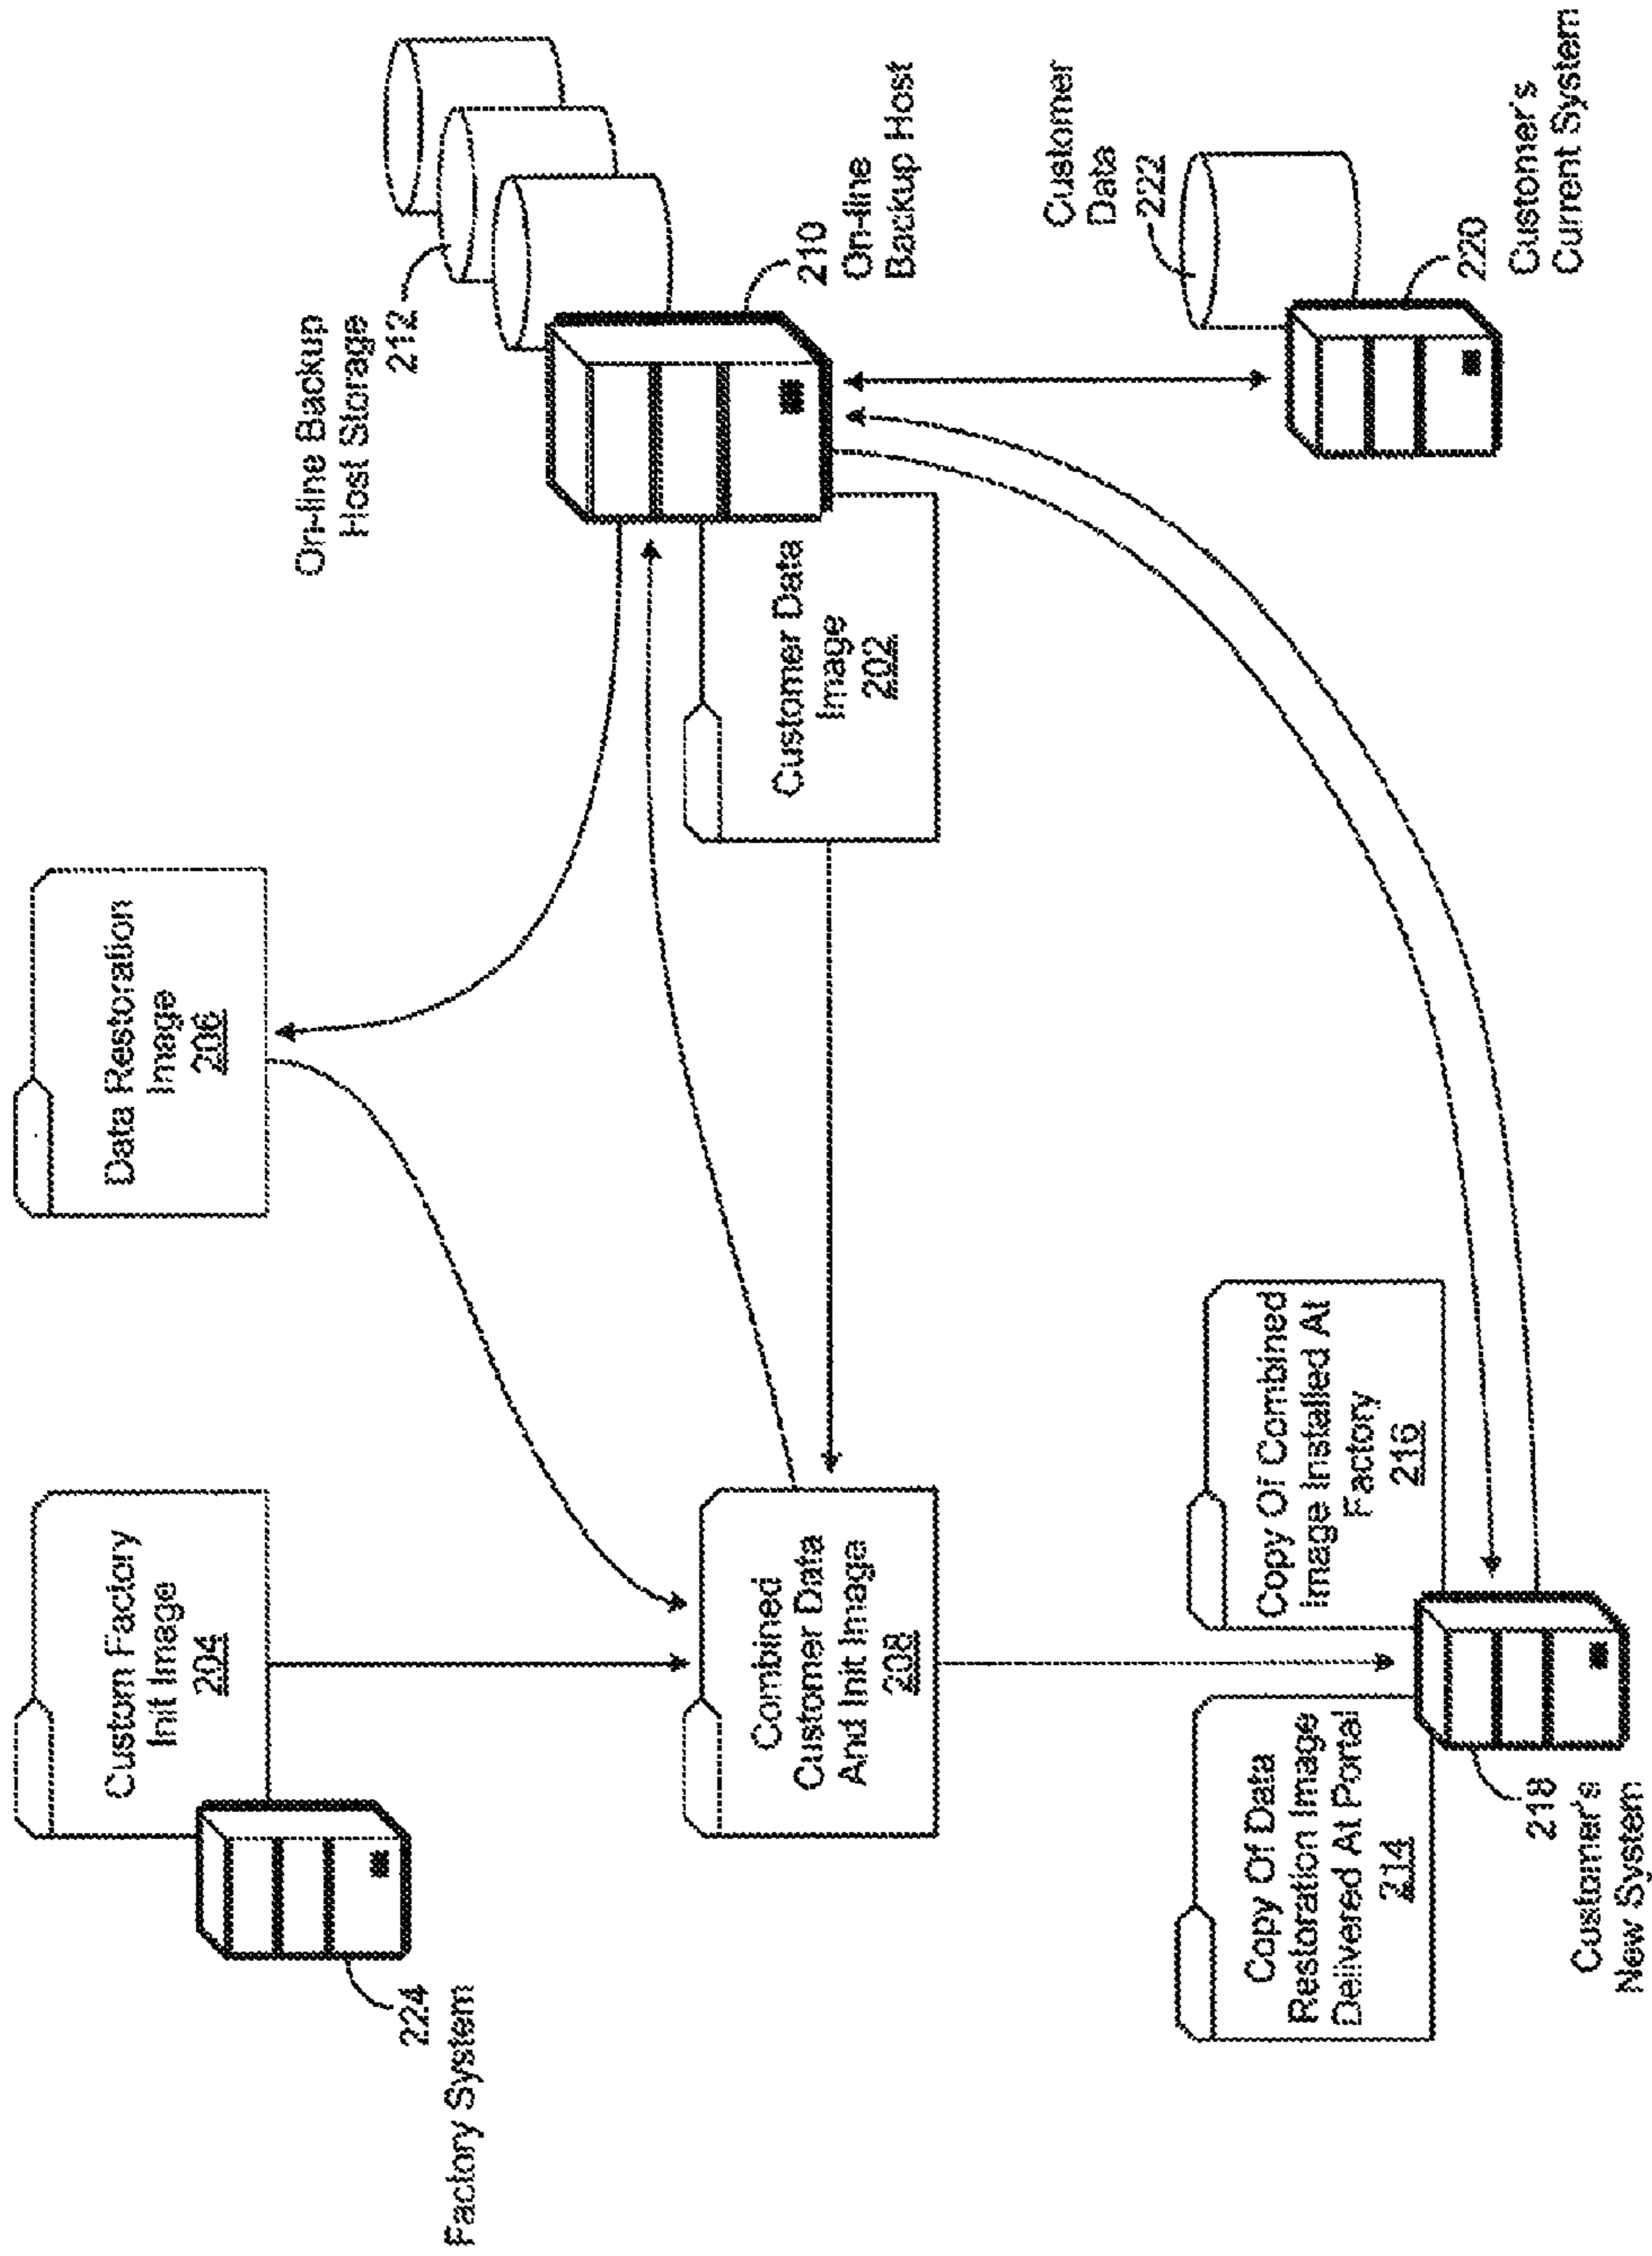 Custom Factory
Init Image
204
Data Restoration
Image
206
On-line Backup
Host Storage
212
224
Factory System
Combined
Customer Data
And Init Image
208
Customer Data
Image
202
210
On-line
Backup Host
Copy Of Data
Restoration Image
Delivered At Portal
214
Copy Of Combined
Image Installed At
Factory
216
Customer
Data
222
218
Customer's
New System
220
Customer's
Current System